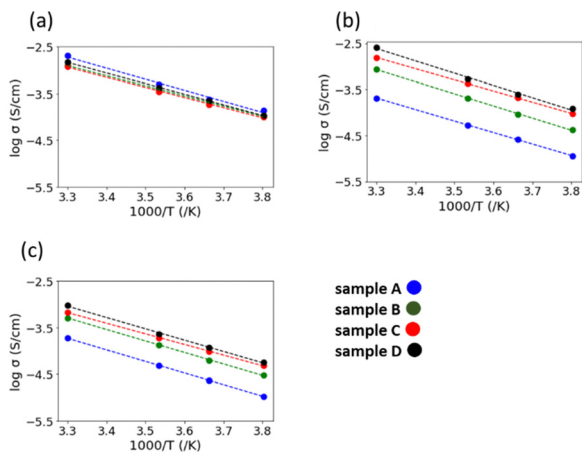 (a)
−2.5
−3.5
−4.5
−5.5
log σ (S/cm)
3.3 3.4 3.5 3.6 3.7 3.8
1000/T (/K)
(b)
−2.5
−3.5
−4.5
−5.5
log σ (S/cm)
3.3 3.4 3.5 3.6 3.7 3.8
1000/T (/K)
(c)
−2.5
−3.5
−4.5
−5.5
log σ (S/cm)
3.3 3.4 3.5 3.6 3.7 3.8
1000/T (/K)
sample A
sample B
sample C
sample D